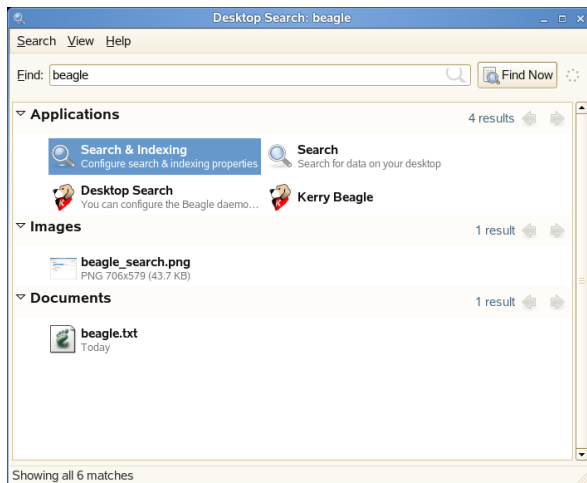 Desktop Search: beagle
Search View Help
Find: beagle Find Now
Applications 4 results
Search & Indexing
Configure search & indexing properties
Search
Search for data on your desktop
Desktop Search
You can configure the Beagle daemo...
Kerry Beagle
Images 1 result
beagle_search.png
PNG 706x579 (43.7 KB)
Documents 1 result
beagle.txt
Today
Showing all 6 matches